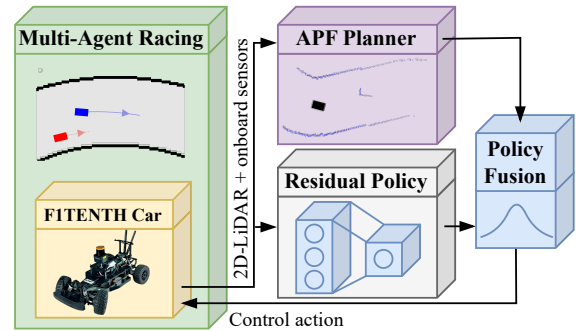 Multi-Agent Racing
F1TENTH Car
2D-LiDAR + onboard sensors
APF Planner
Residual Policy
Policy
Fusion
Control action